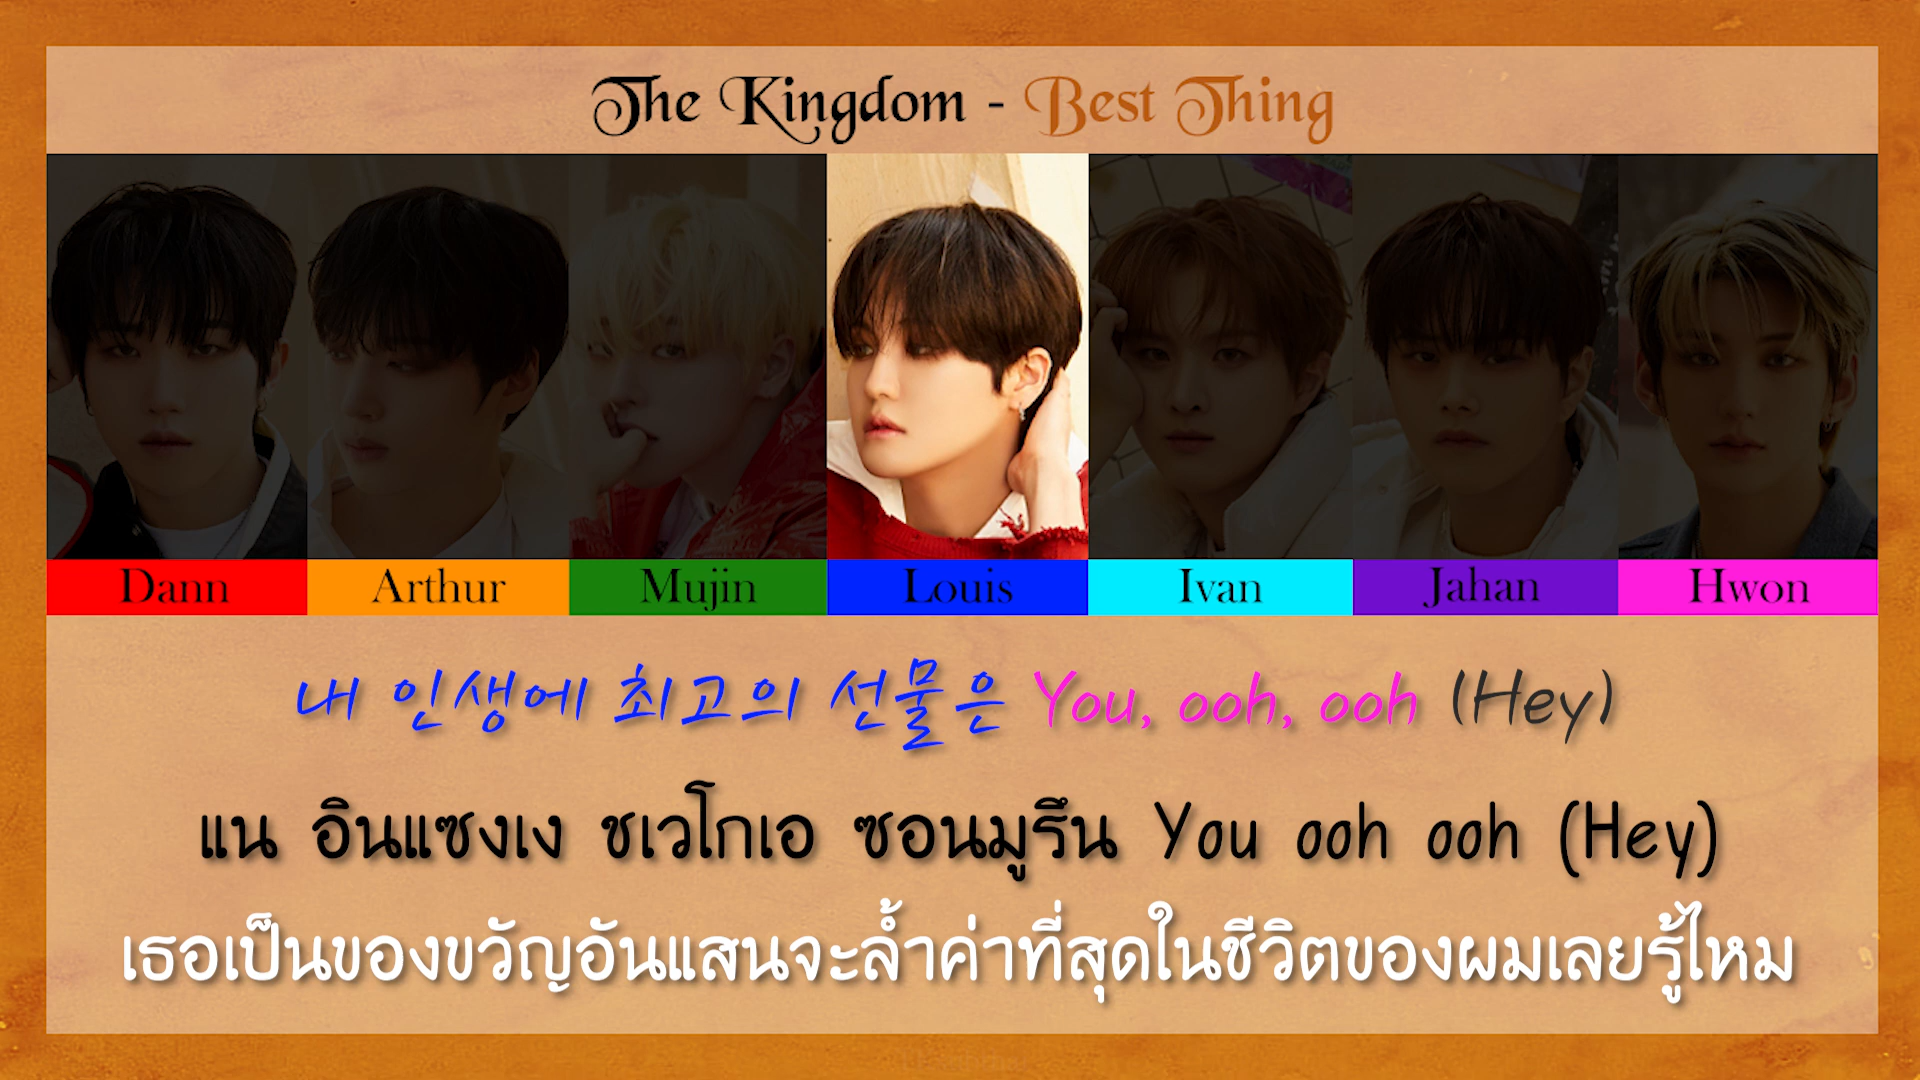 The Kingdom - Best Thing
Dann Arthur Mujin Louis Ivan Jahan Hwon
내 인생에 최고의 선물은 You, ooh, ooh (Hey)
แน อินแซงเง ชเวโกเอ ซอนมูรึน You ooh ooh (Hey)
เธอเป็นของขวัญอันแสนจะล้ำค่าที่สุดในชีวิตของผมเลยรู้ไหม